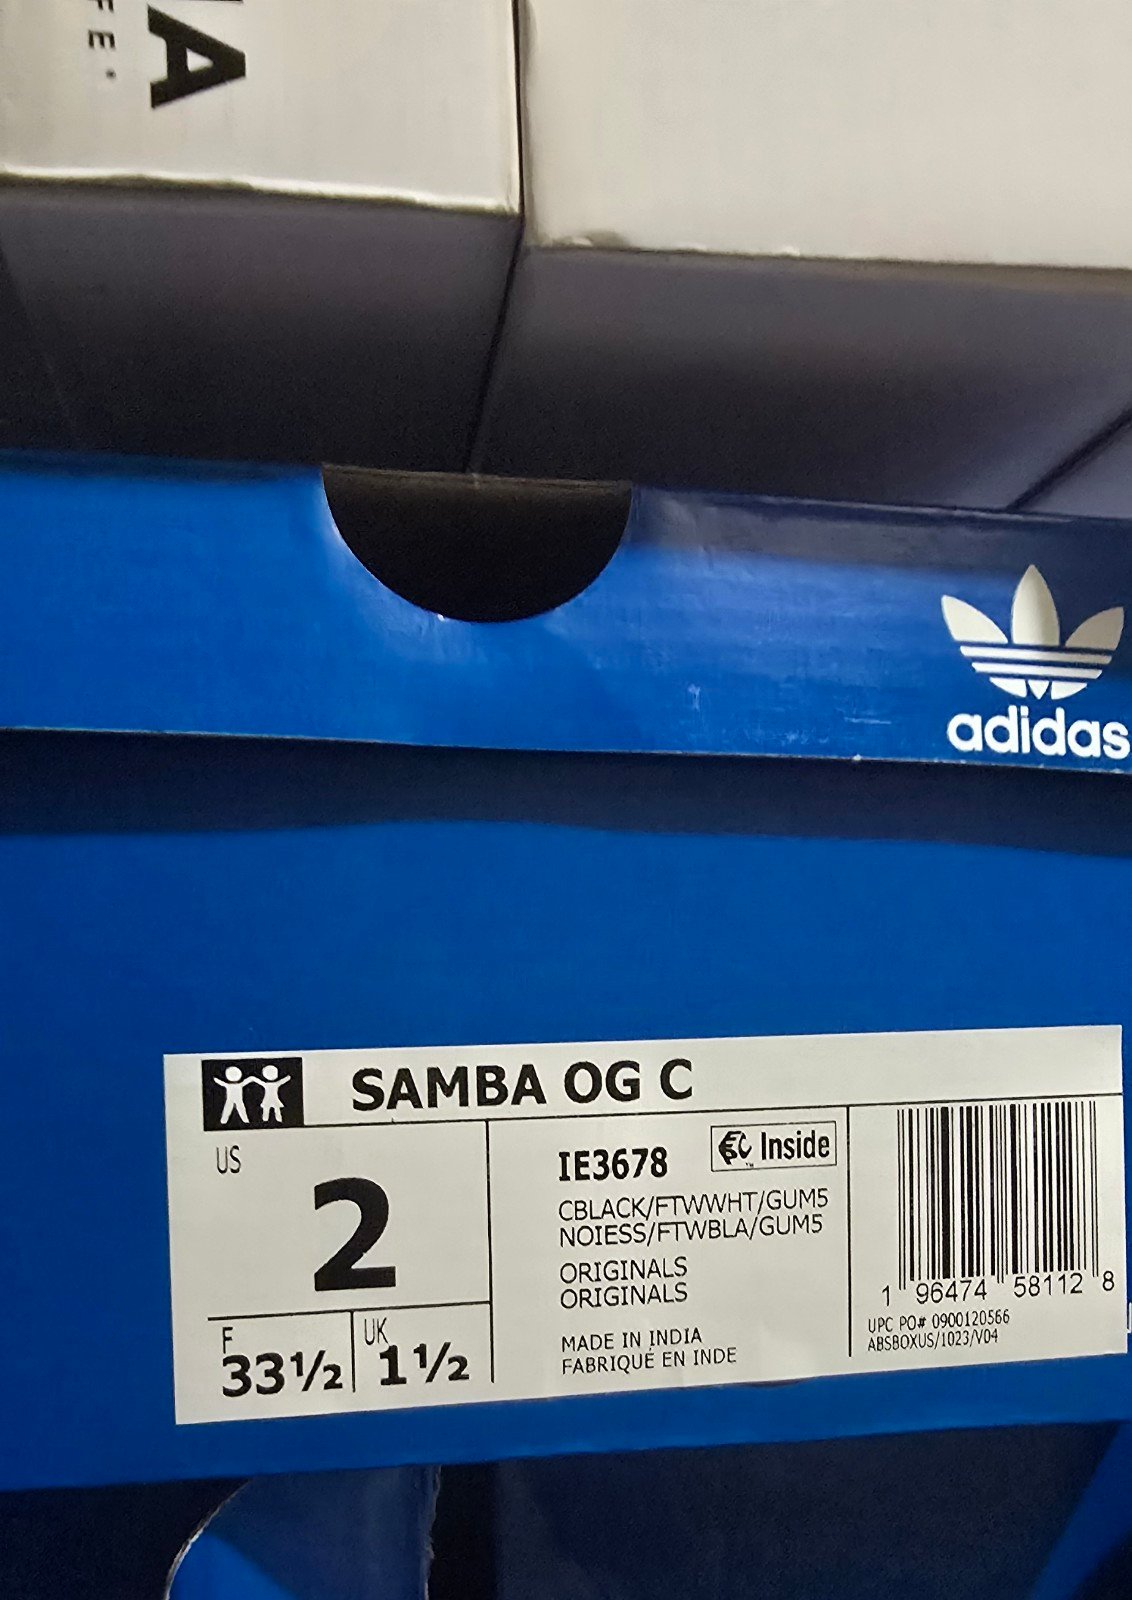 adidas
SAMBA OG C
US
2
F
33½
UK
1½
IE3678
Inside
CBLACK/FTWWHT/GUM5
NOIESS/FTWBLA/GUM5
ORIGINALS
ORIGINALS
MADE IN INDIA
FABRIQUÉ EN INDE
1 96474 58112 8
UPC PO# 0900120566
ABSBOXUS/1023/V04